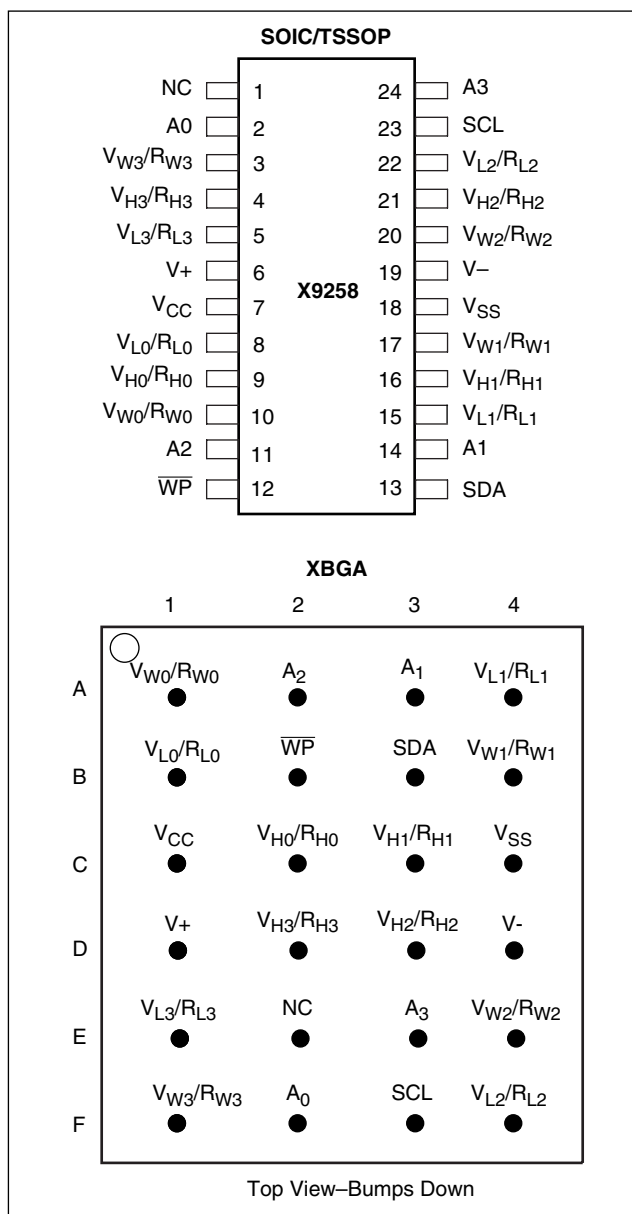 SOIC/TSSOP
NC 1 24 A3
A0 2 23 SCL
VW3/RW3 3 22 VL2/RL2
VH3/RH3 4 21 VH2/RH2
VL3/RL3 5 20 VW2/RW2
V+ 6 19 V–
X9258
VCC 7 18 VSS
VL0/RL0 8 17 VW1/RW1
VH0/RH0 9 16 VH1/RH1
VW0/RW0 10 15 VL1/RL1
A2 11 14 A1
W̅P̅ 12 13 SDA
XBGA
1 2 3 4
A VW0/RW0 A2 A1 VL1/RL1
B VL0/RL0 W̅P̅ SDA VW1/RW1
C VCC VH0/RH0 VH1/RH1 VSS
D V+ VH3/RH3 VH2/RH2 V-
E VL3/RL3 NC A3 VW2/RW2
F VW3/RW3 A0 SCL VL2/RL2
Top View–Bumps Down